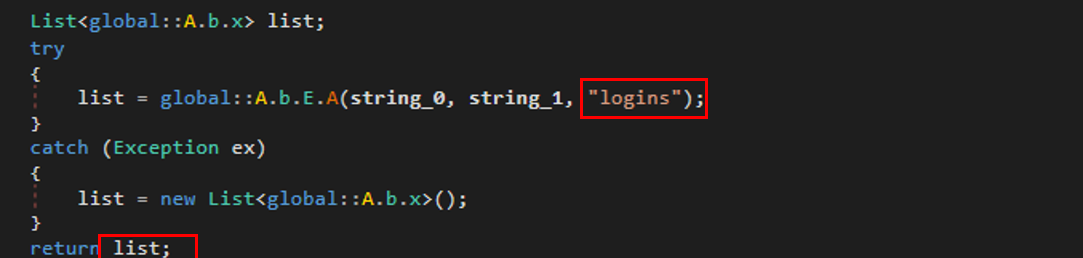 List<global::A.b.x> list;
try
{
list = global::A.b.E.A(string_0, string_1, "logins");
}
catch (Exception ex)
{
list = new List<global::A.b.x>();
}
return list;